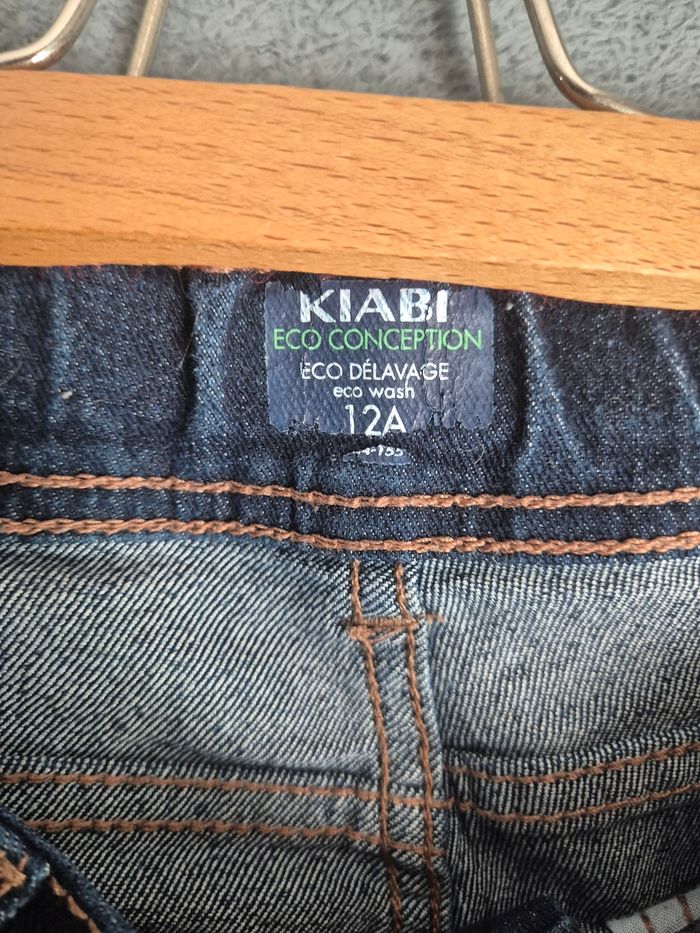 KIABI
ECO CONCEPTION
ECO DÉLAVAGE
eco wash
12A